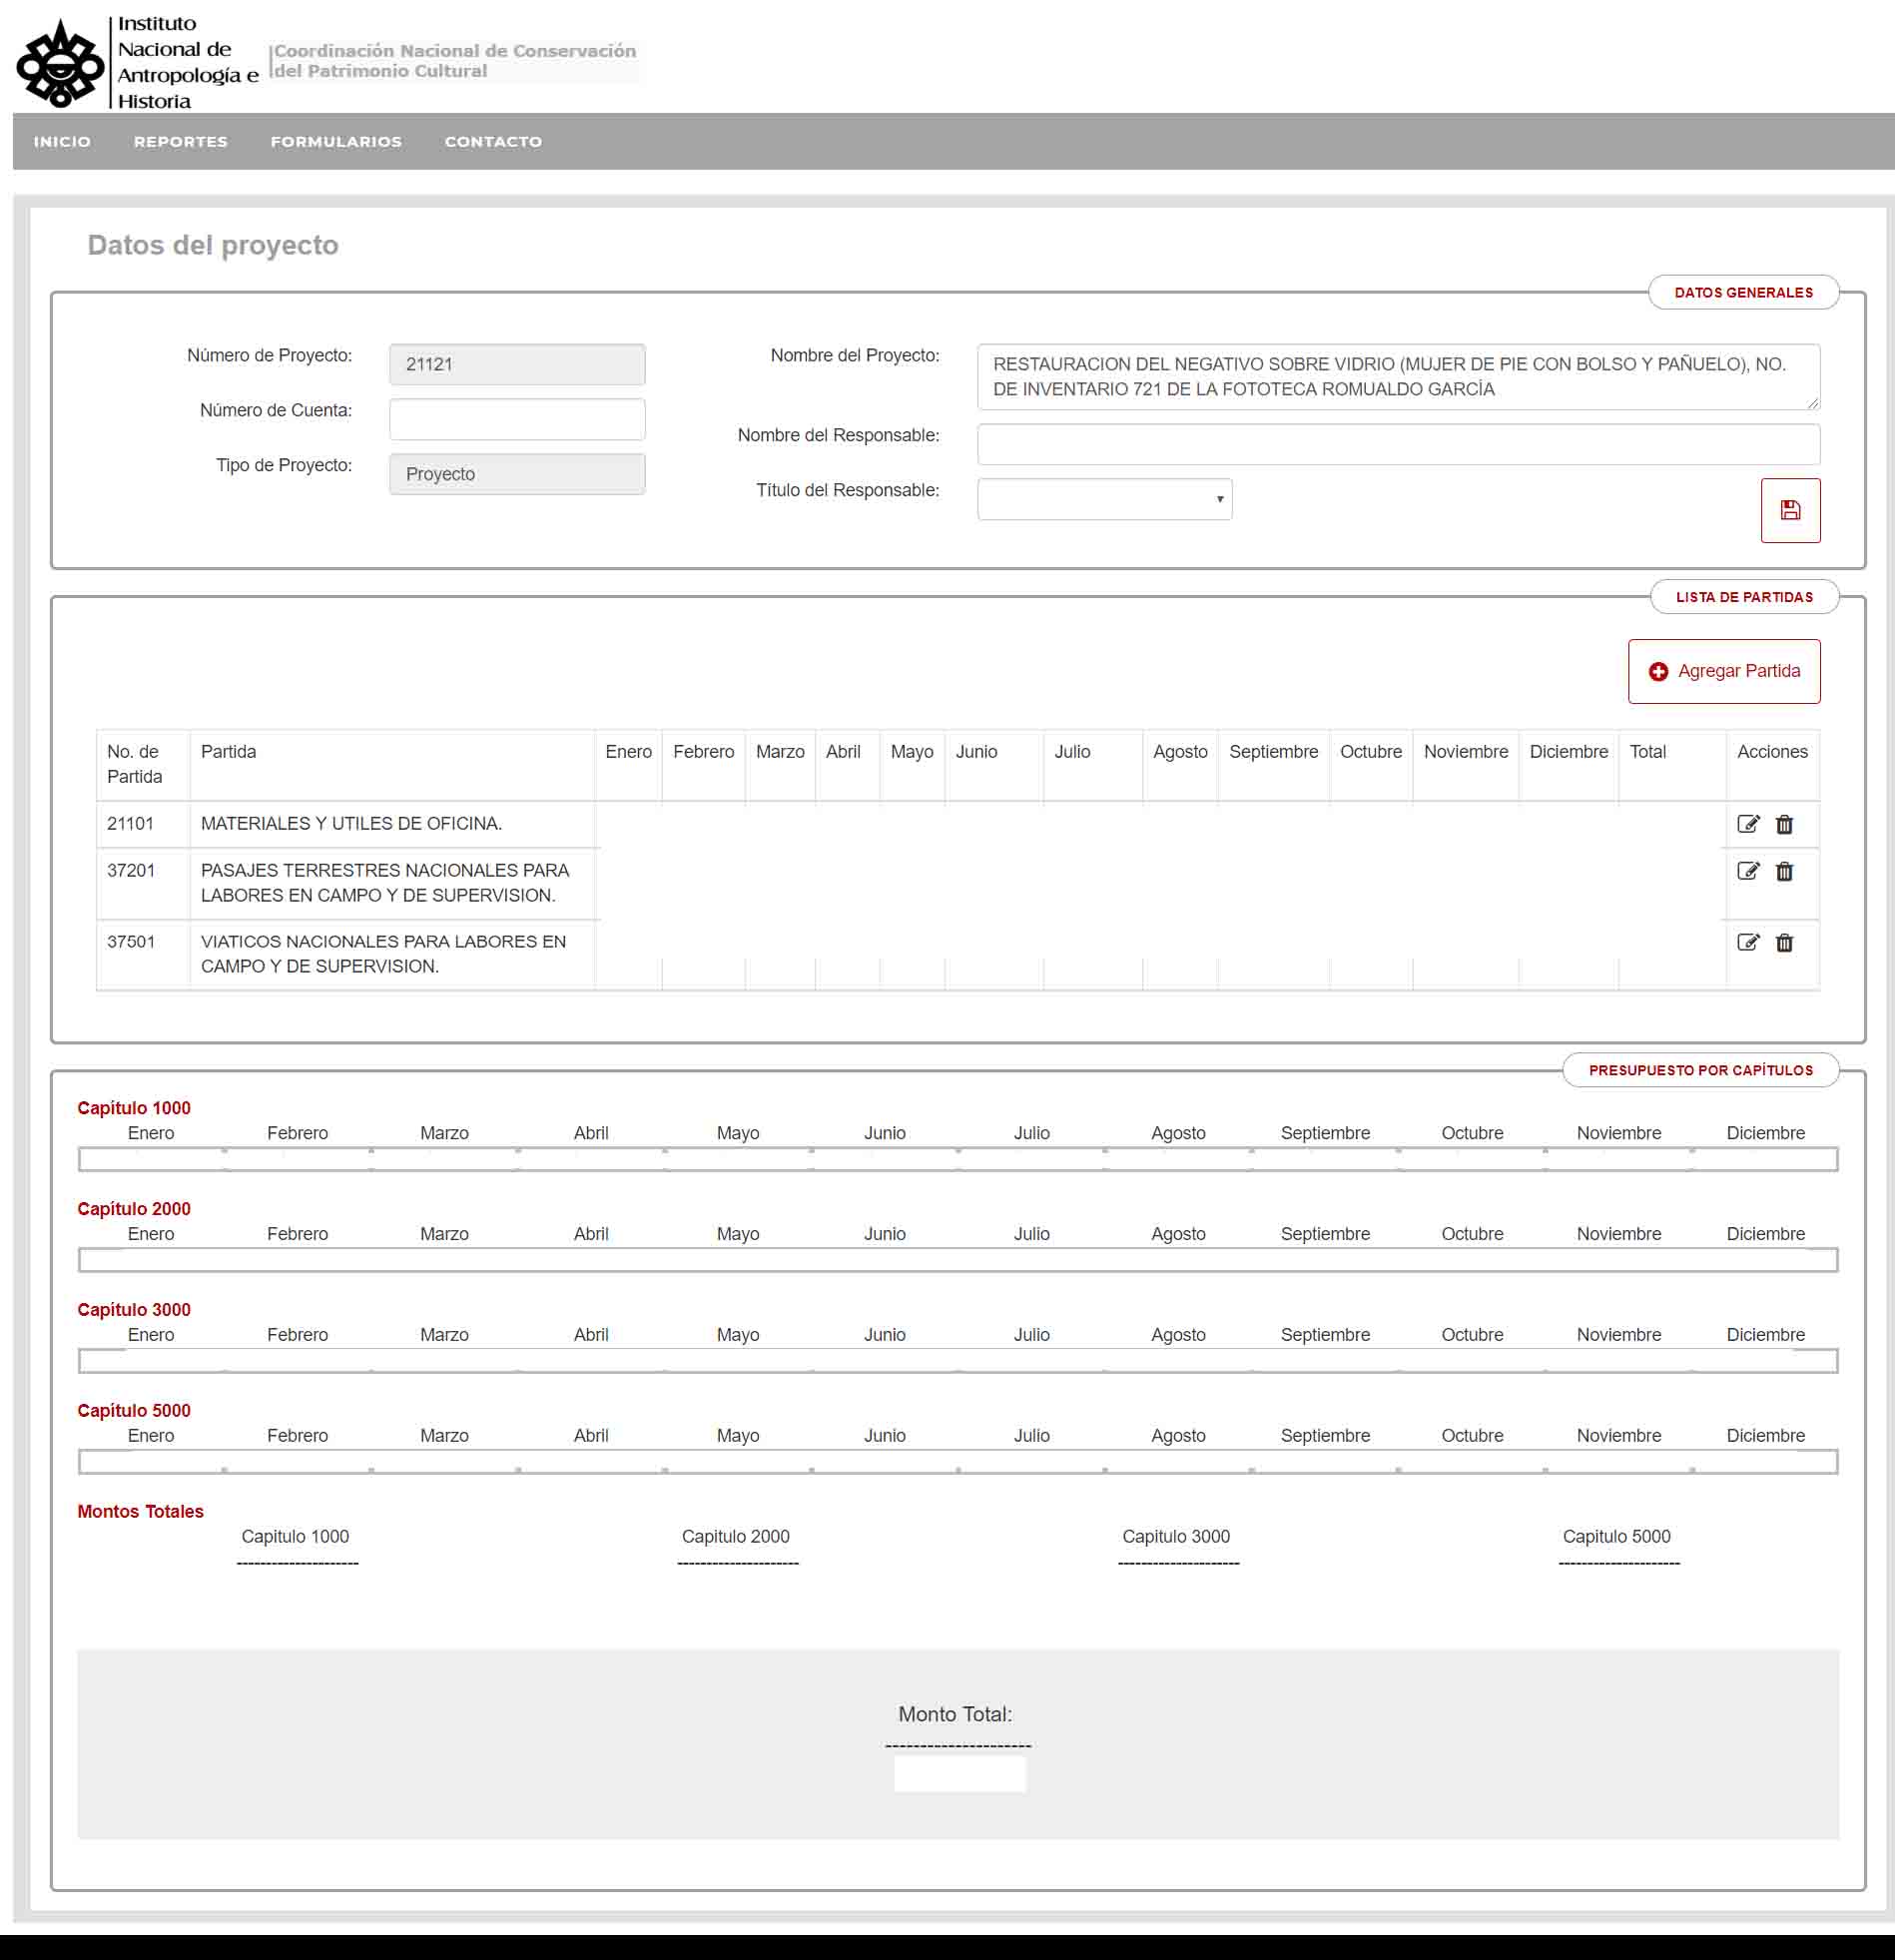 Instituto
Nacional de
Antropología e
Historia
Coordinación Nacional de Conservación
del Patrimonio Cultural
INICIO REPORTES FORMULARIOS CONTACTO
Datos del proyecto
DATOS GENERALES
Número de Proyecto: 21121
Nombre del Proyecto: RESTAURACION DEL NEGATIVO SOBRE VIDRIO (MUJER DE PIE CON BOLSO Y PAÑUELO), NO.
DE INVENTARIO 721 DE LA FOTOTECA ROMUALDO GARCÍA
Número de Cuenta:
Nombre del Responsable:
Tipo de Proyecto: Proyecto
Título del Responsable:
LISTA DE PARTIDAS
Agregar Partida
No. de
Partida
Partida Enero Febrero Marzo Abril Mayo Junio Julio Agosto Septiembre Octubre Noviembre Diciembre Total Acciones
21101 MATERIALES Y UTILES DE OFICINA.
37201 PASAJES TERRESTRES NACIONALES PARA
LABORES EN CAMPO Y DE SUPERVISION.
37501 VIATICOS NACIONALES PARA LABORES EN
CAMPO Y DE SUPERVISION.
PRESUPUESTO POR CAPÍTULOS
Capítulo 1000
Enero Febrero Marzo Abril Mayo Junio Julio Agosto Septiembre Octubre Noviembre Diciembre
Capítulo 2000
Enero Febrero Marzo Abril Mayo Junio Julio Agosto Septiembre Octubre Noviembre Diciembre
Capítulo 3000
Enero Febrero Marzo Abril Mayo Junio Julio Agosto Septiembre Octubre Noviembre Diciembre
Capítulo 5000
Enero Febrero Marzo Abril Mayo Junio Julio Agosto Septiembre Octubre Noviembre Diciembre
Montos Totales
Capitulo 1000 Capitulo 2000 Capitulo 3000 Capitulo 5000
Monto Total: